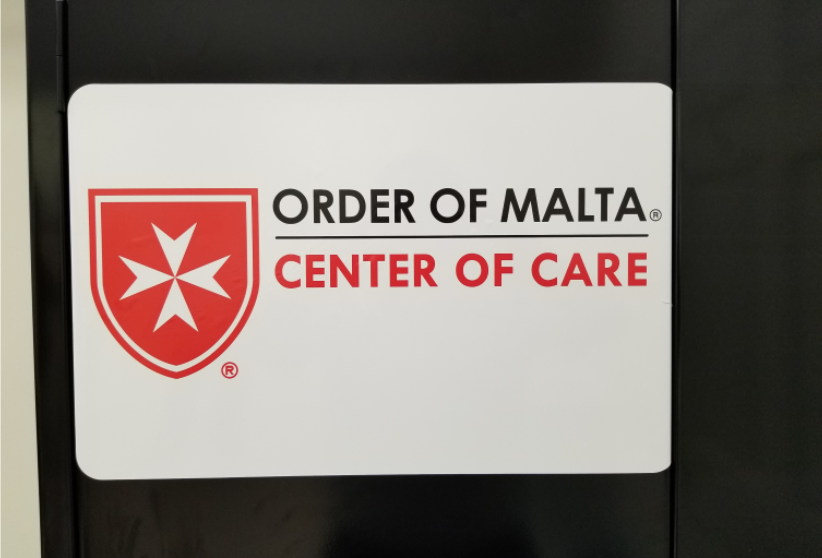 ORDER OF MALTA®
CENTER OF CARE
®